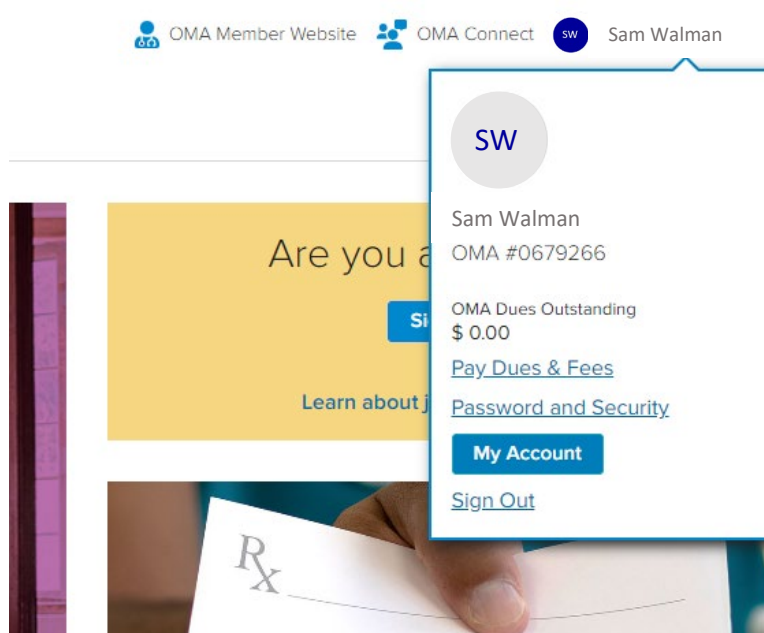 OMA Member Website OMA Connect SW Sam Walman
SW
Sam Walman
OMA #0679266
OMA Dues Outstanding
$ 0.00
Pay Dues & Fees
Password and Security
My Account
Sign Out
Are you
Learn about
Rx